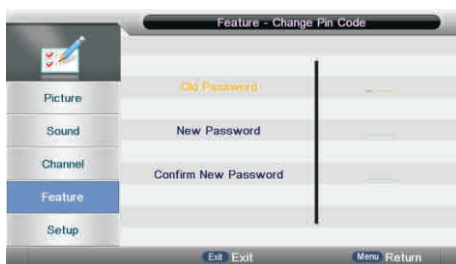 Feature - Change Pin Code
Picture
Sound
Channel
Feature
Setup
Old Password
New Password
Confirm New Password
Exit Exit
Menu Return